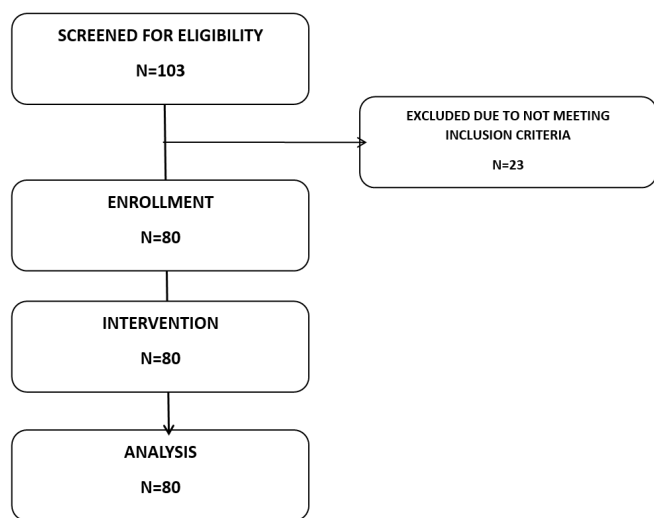 SCREENED FOR ELIGIBILITY
N=103
EXCLUDED DUE TO NOT MEETING
INCLUSION CRITERIA
N=23
ENROLLMENT
N=80
INTERVENTION
N=80
ANALYSIS
N=80